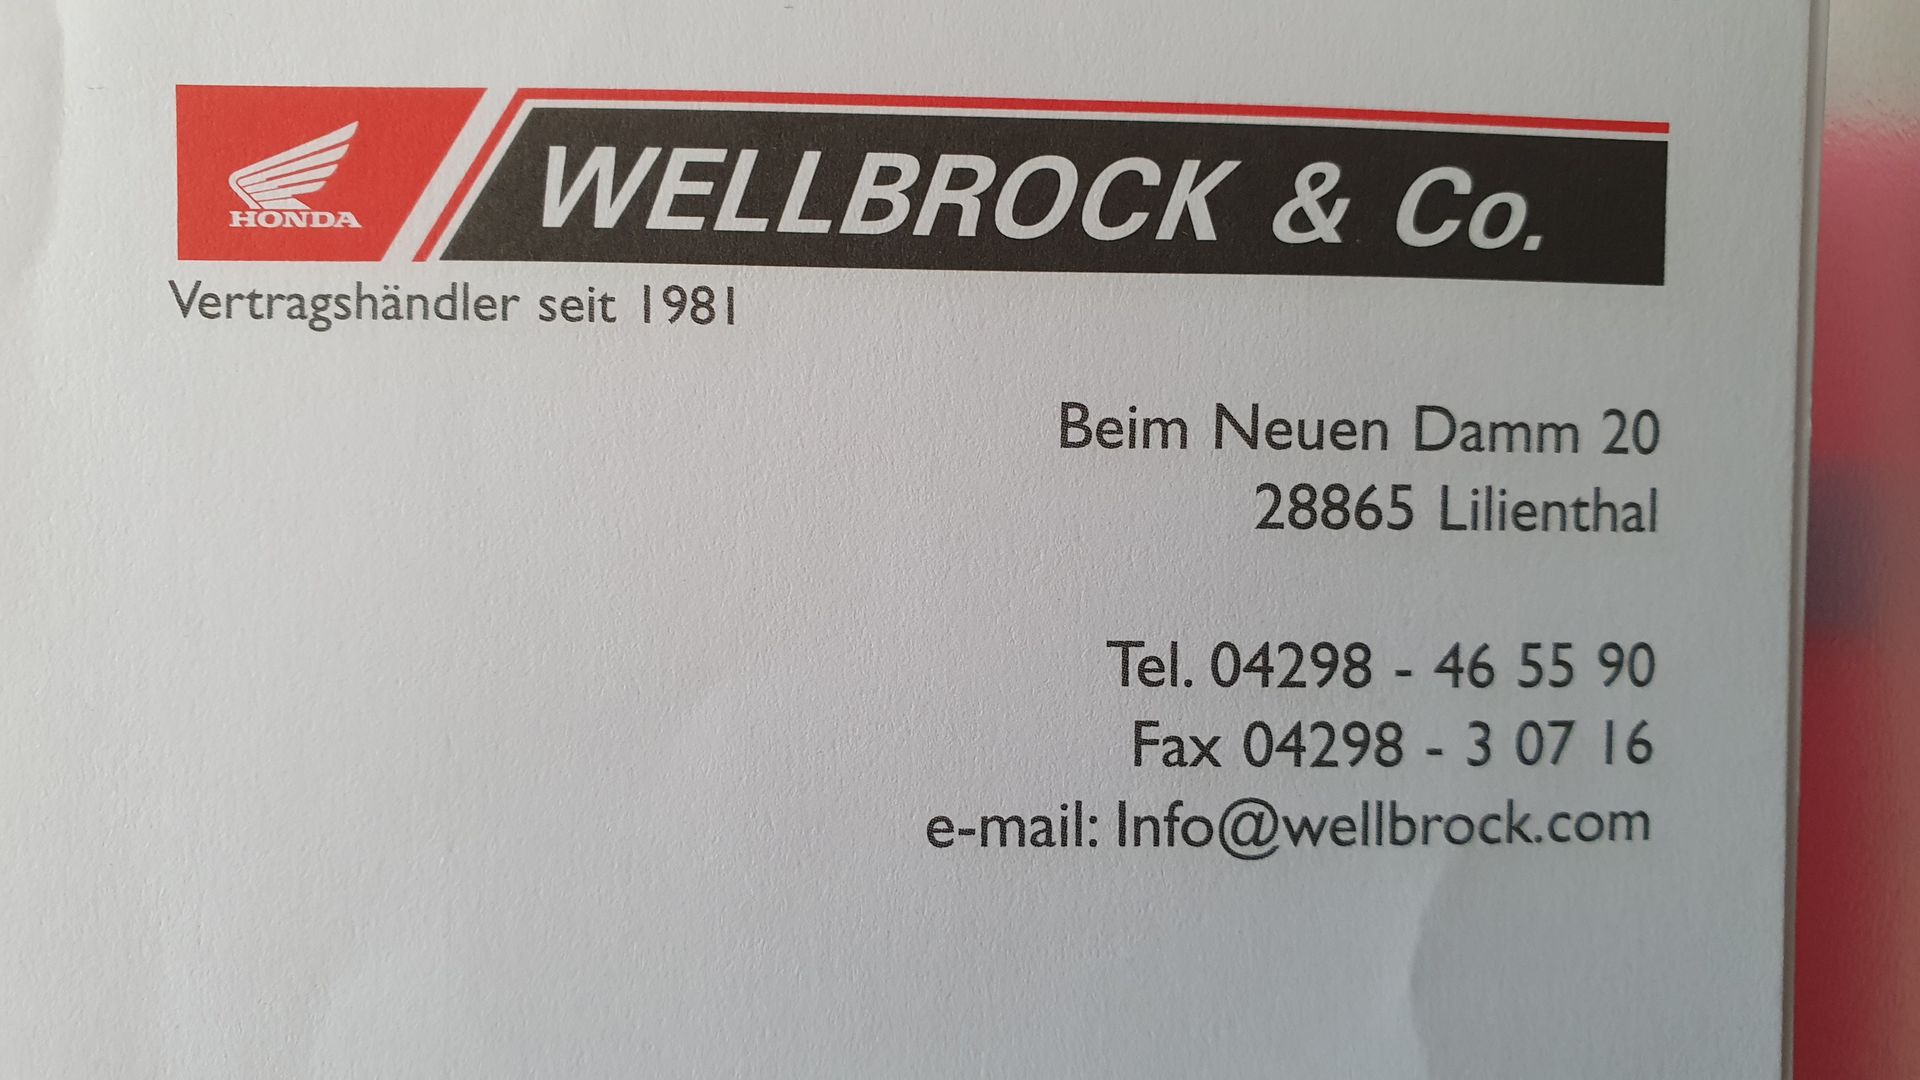 HONDA
WELLBROCK & Co.
Vertragshändler seit 1981
Beim Neuen Damm 20
28865 Lilienthal
Tel. 04298 - 46 55 90
Fax 04298 - 3 07 16
e-mail: Info@wellbrock.com